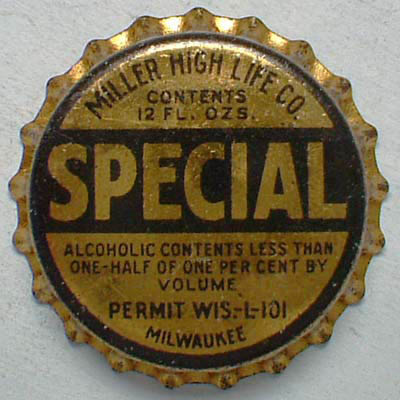 MILLER HIGH LIFE CO.
CONTENTS
12 FL. OZS.
SPECIAL
ALCOHOLIC CONTENTS LESS THAN
ONE-HALF OF ONE PER CENT BY
VOLUME
PERMIT WIS.-L-101
MILWAUKEE